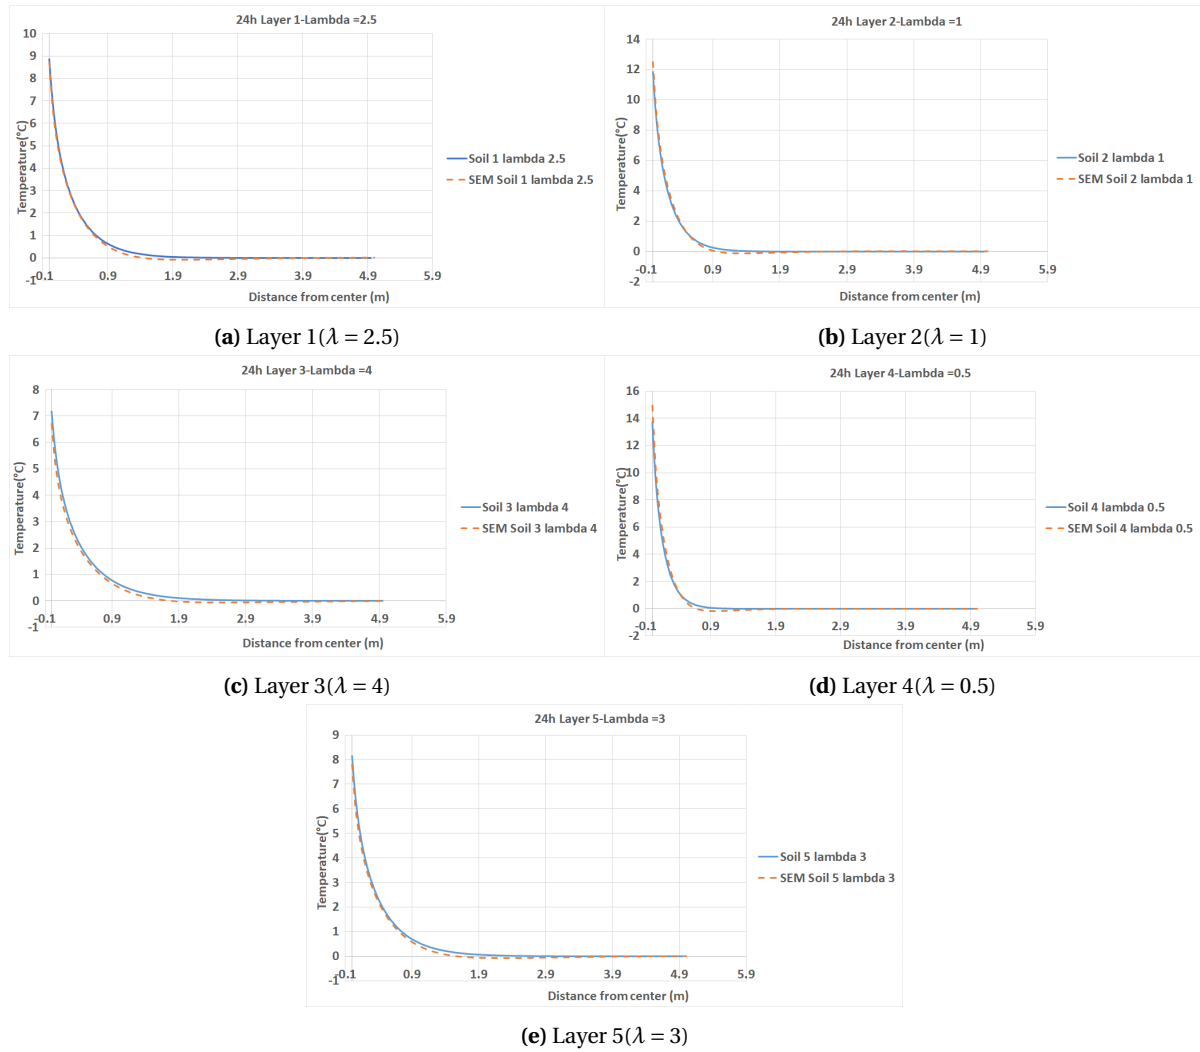 24h Layer 1-Lambda =2.5
10
9
8
7
6
5
4
3
2
1
0
-1
Temperature(°C)
-0.1 0.9 1.9 2.9 3.9 4.9 5.9
Distance from center (m)
Soil 1 lambda 2.5
SEM Soil 1 lambda 2.5
(a) Layer 1(λ = 2.5)
24h Layer 2-Lambda =1
14
12
10
8
6
4
2
0
-2
Temperature(°C)
-0.1 0.9 1.9 2.9 3.9 4.9 5.9
Distance from center (m)
Soil 2 lambda 1
SEM Soil 2 lambda 1
(b) Layer 2(λ = 1)
24h Layer 3-Lambda =4
8
7
6
5
4
3
2
1
0
-1
Temperature(°C)
-0.1 0.9 1.9 2.9 3.9 4.9 5.9
Distance from center (m)
Soil 3 lambda 4
SEM Soil 3 lambda 4
(c) Layer 3(λ = 4)
24h Layer 4-Lambda =0.5
16
14
12
10
8
6
4
2
0
-2
Temperature(°C)
-0.1 0.9 1.9 2.9 3.9 4.9 5.9
Distance from center (m)
Soil 4 lambda 0.5
SEM Soil 4 lambda 0.5
(d) Layer 4(λ = 0.5)
24h Layer 5-Lambda =3
9
8
7
6
5
4
3
2
1
0
-1
Temperature(°C)
-0.1 0.9 1.9 2.9 3.9 4.9 5.9
Distance from center (m)
Soil 5 lambda 3
SEM Soil 5 lambda 3
(e) Layer 5(λ = 3)